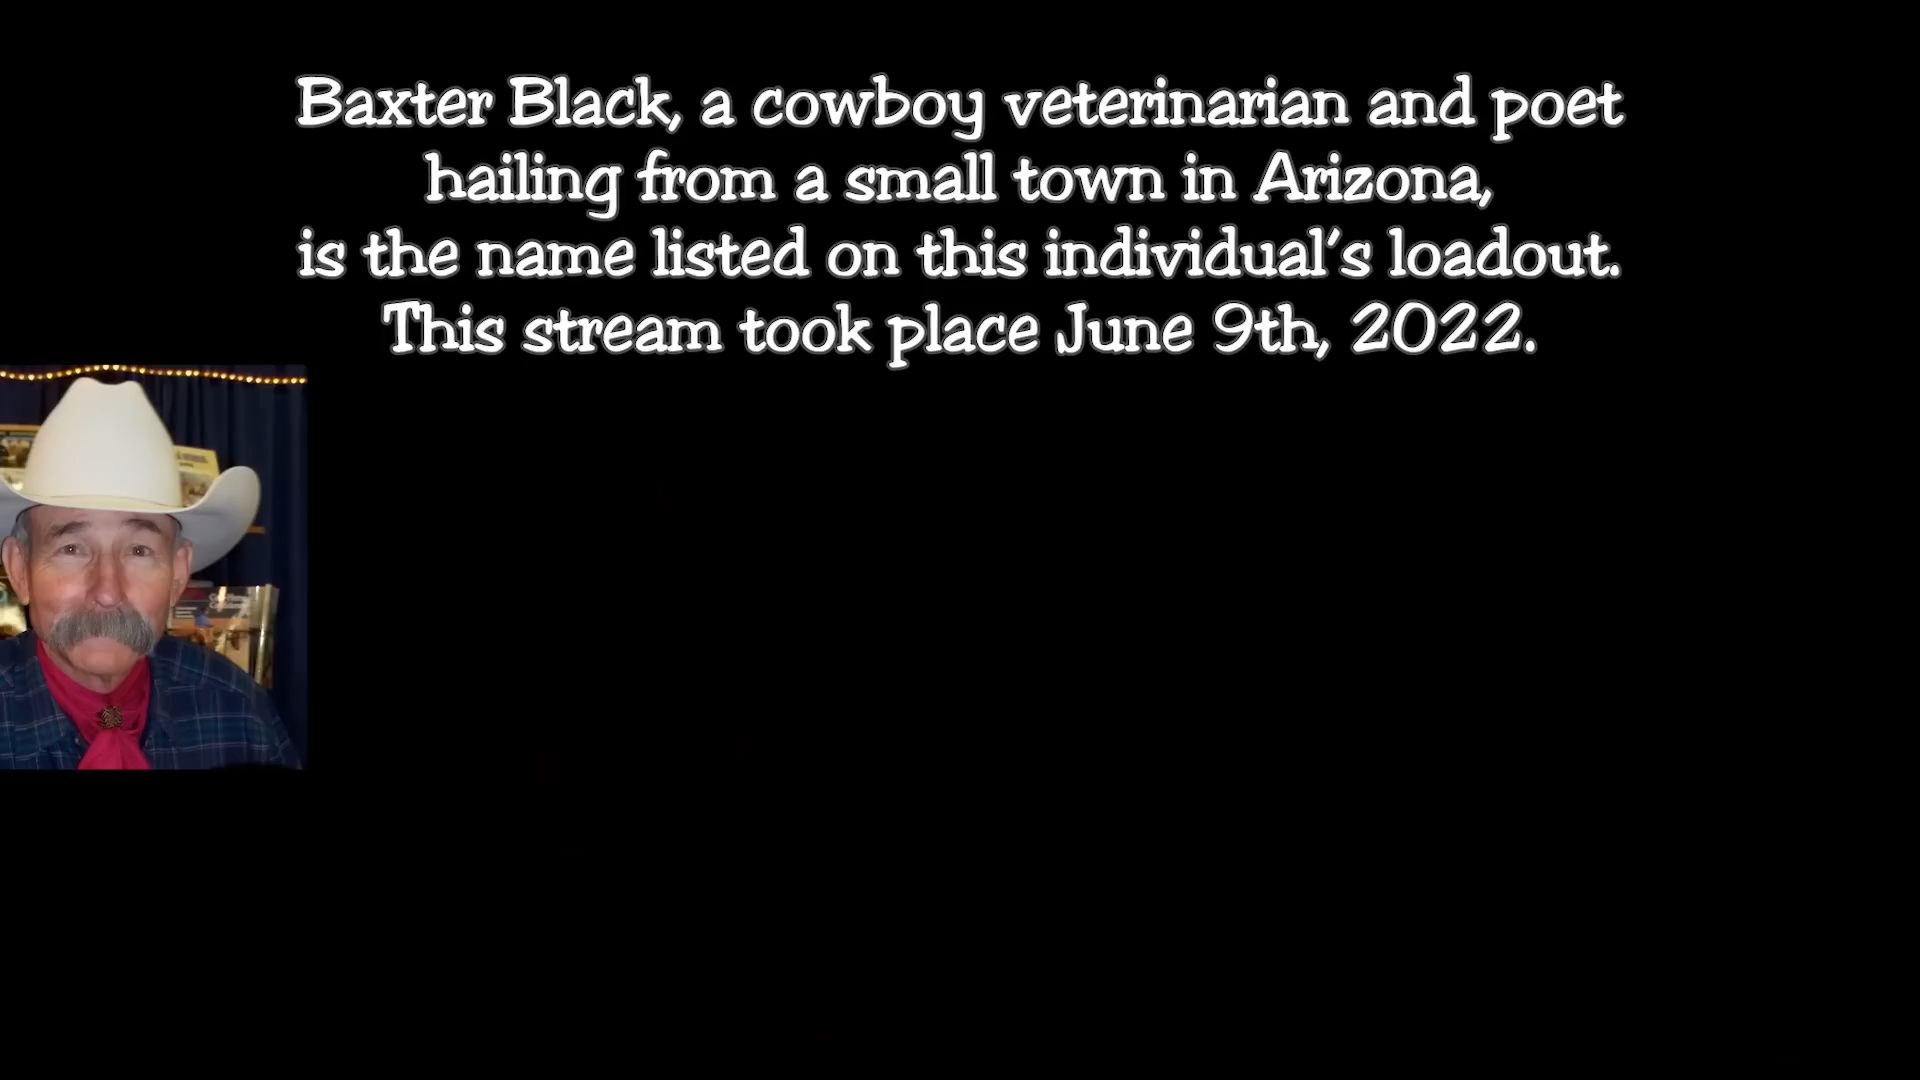 Baxter Black, a cowboy veterinarian and poet
hailing from a small town in Arizona,
is the name listed on this individual's loadout.
This stream took place June 9th, 2022.